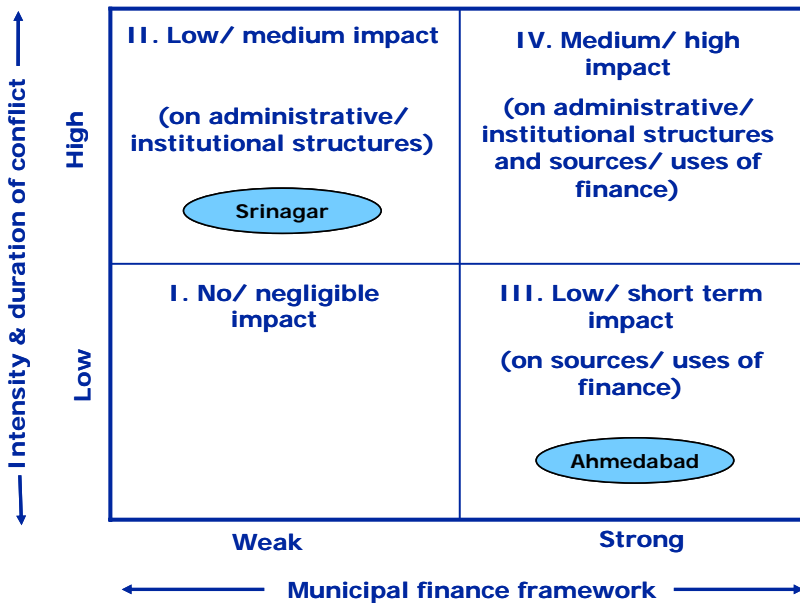 Intensity & duration of conflict
High
Low
II. Low/ medium impact
(on administrative/
institutional structures)
Srinagar
IV. Medium/ high
impact
(on administrative/
institutional structures
and sources/ uses of
finance)
I. No/ negligible
impact
III. Low/ short term
impact
(on sources/ uses of
finance)
Ahmedabad
Weak
Strong
Municipal finance framework